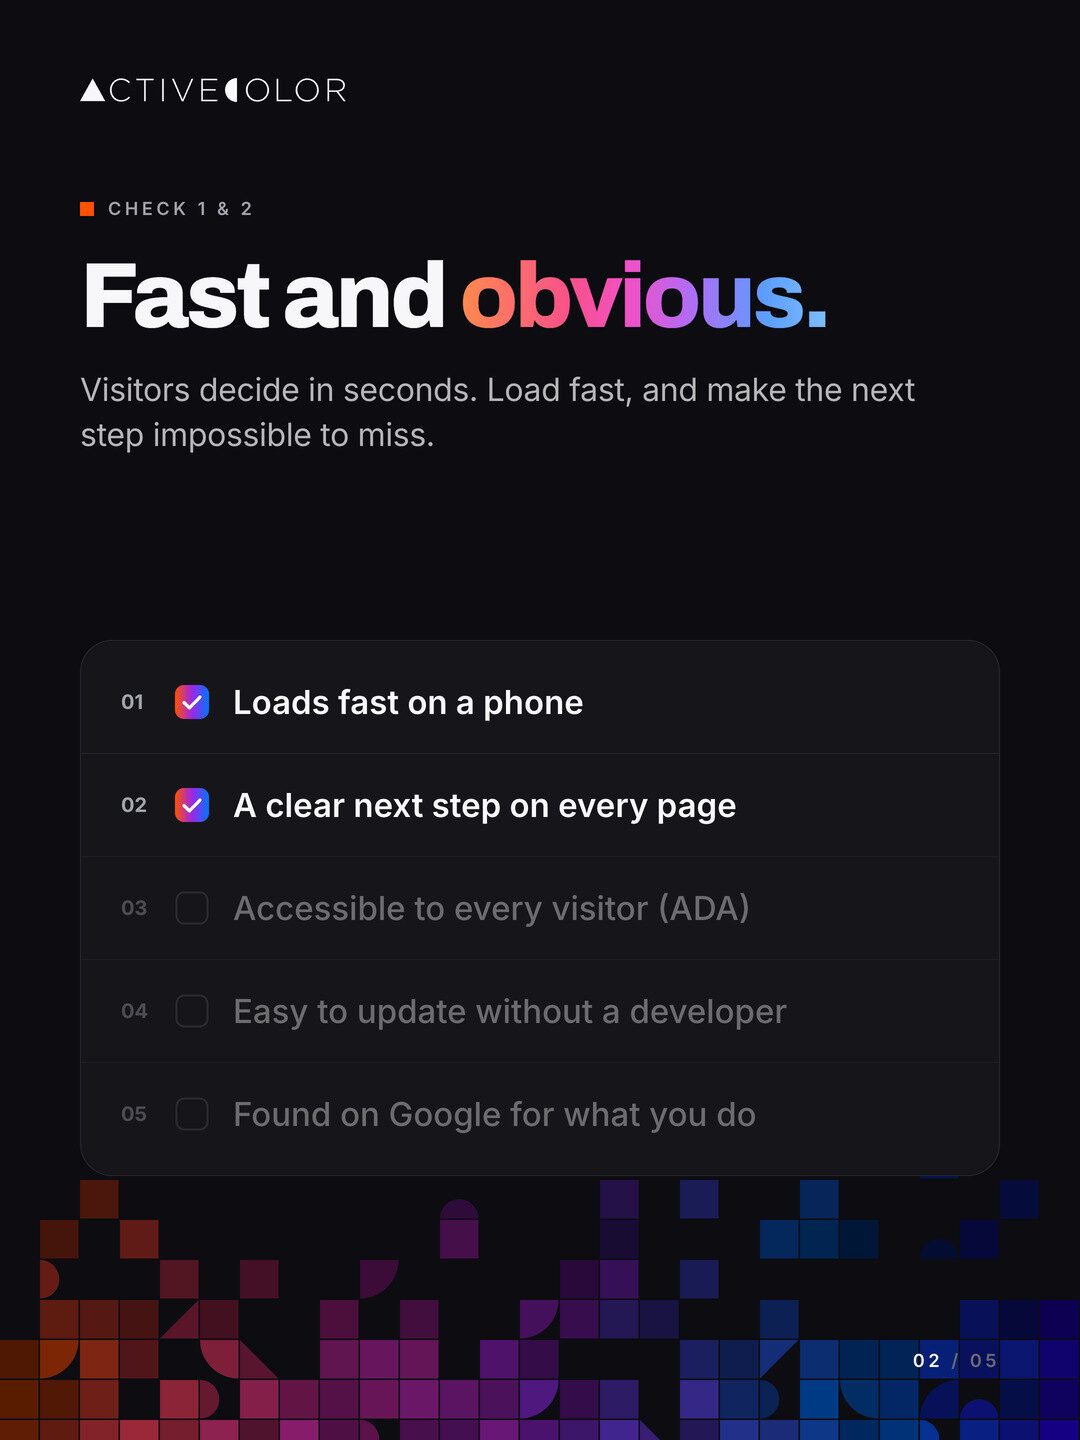 ACTIVECOLOR
CHECK 1 & 2
Fast and obvious.
Visitors decide in seconds. Load fast, and make the next
step impossible to miss.
01 Loads fast on a phone
02 A clear next step on every page
03 Accessible to every visitor (ADA)
04 Easy to update without a developer
05 Found on Google for what you do
02 / 05